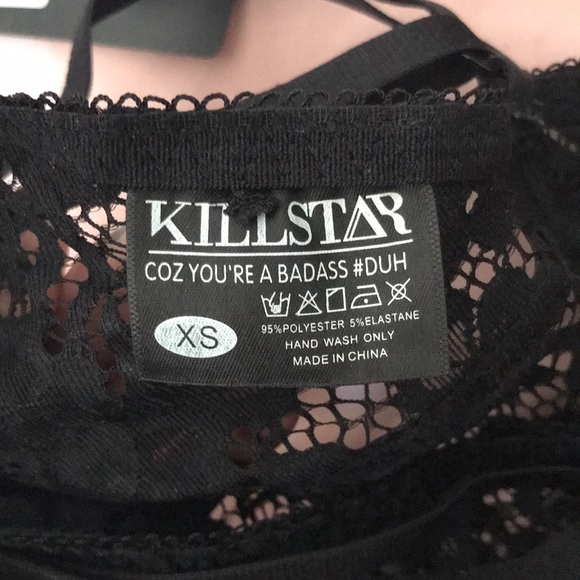 KILLSTAR
COZ YOU'RE A BADASS #DUH
XS
95%POLYESTER 5%ELASTANE
HAND WASH ONLY
MADE IN CHINA